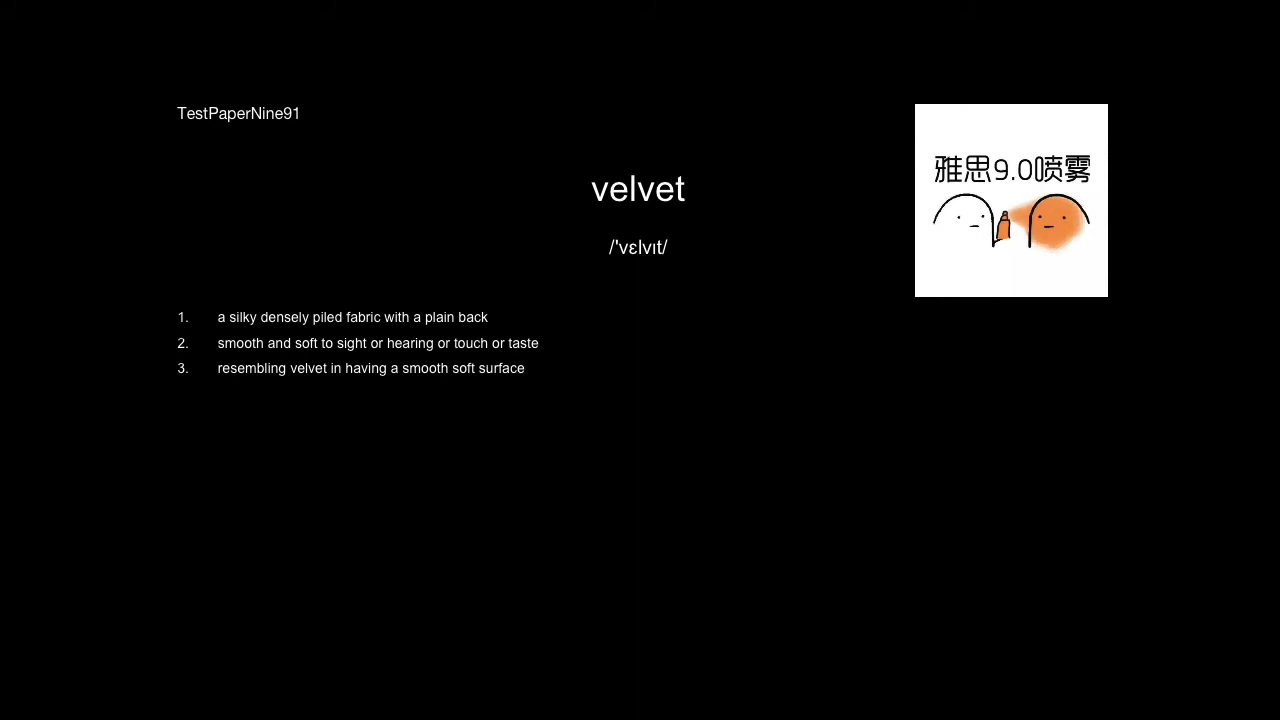 TestPaperNine91
雅思9.0喷雾
velvet
/'vɛlvɪt/
1. a silky densely piled fabric with a plain back
2. smooth and soft to sight or hearing or touch or taste
3. resembling velvet in having a smooth soft surface